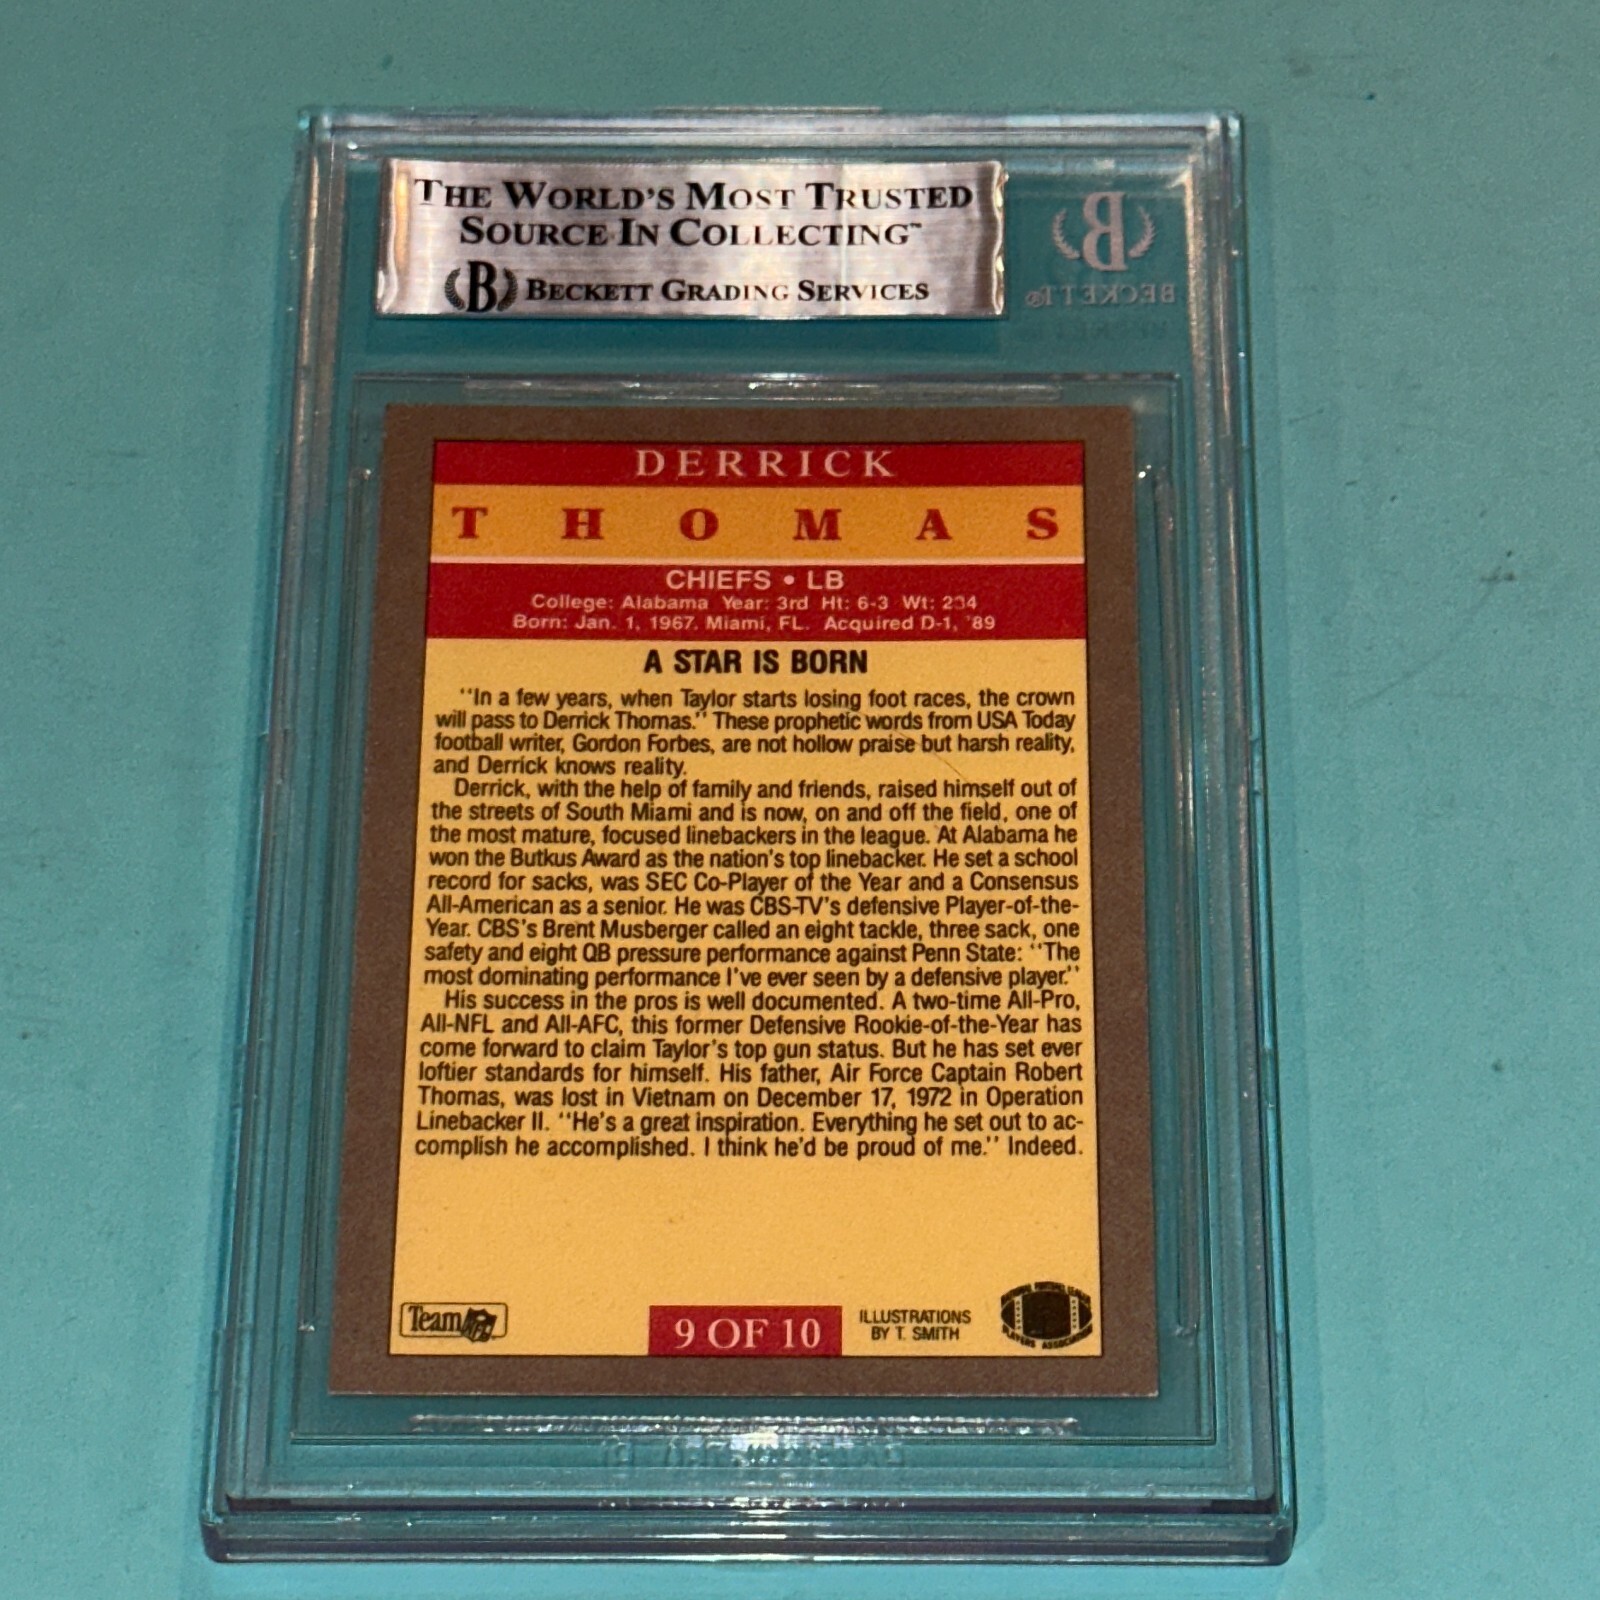 THE WORLD'S MOST TRUSTED
SOURCE IN COLLECTING™
B BECKETT GRADING SERVICES
B
BECKETT®
DERRICK
THOMAS
CHIEFS • LB
College: Alabama Year: 3rd Ht: 6-3 Wt: 234
Born: Jan. 1, 1967. Miami, FL. Acquired D-1, '89
A STAR IS BORN
"In a few years, when Taylor starts losing foot races, the crown
will pass to Derrick Thomas." These prophetic words from USA Today
football writer, Gordon Forbes, are not hollow praise but harsh reality,
and Derrick knows reality.
Derrick, with the help of family and friends, raised himself out of
the streets of South Miami and is now, on and off the field, one of
the most mature, focused linebackers in the league. At Alabama he
won the Butkus Award as the nation's top linebacker. He set a school
record for sacks, was SEC Co-Player of the Year and a Consensus
All-American as a senior. He was CBS-TV's defensive Player-of-the-
Year. CBS's Brent Musberger called an eight tackle, three sack, one
safety and eight QB pressure performance against Penn State: "The
most dominating performance I've ever seen by a defensive player."
His success in the pros is well documented. A two-time All-Pro,
All-NFL and All-AFC, this former Defensive Rookie-of-the-Year has
come forward to claim Taylor's top gun status. But he has set ever
loftier standards for himself. His father, Air Force Captain Robert
Thomas, was lost in Vietnam on December 17, 1972 in Operation
Linebacker II. "He's a great inspiration. Everything he set out to ac-
complish he accomplished. I think he'd be proud of me." Indeed.
Team NFL
9 OF 10
ILLUSTRATIONS
BY T. SMITH
PLAYERS ASSOCIATION